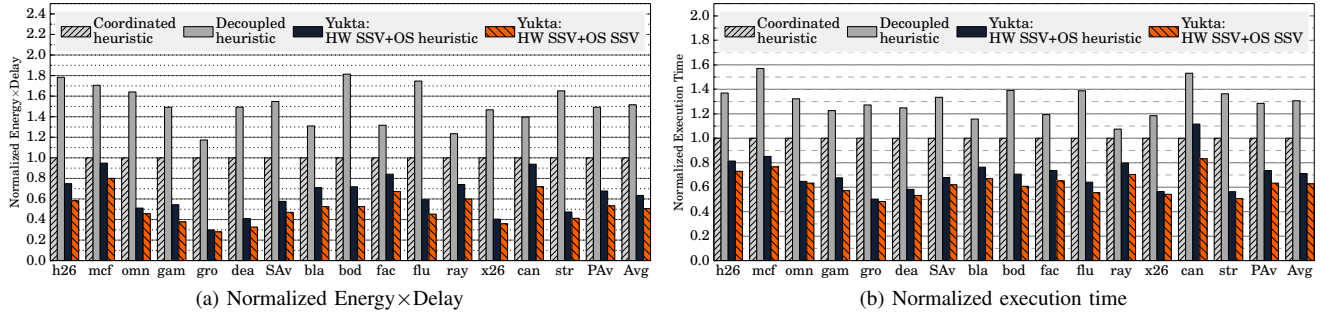 Coordinated heuristic
Decoupled heuristic
Yukta: HW SSV+OS heuristic
Yukta: HW SSV+OS SSV
Normalized Energy×Delay
2.4
2.2
2.0
1.8
1.6
1.4
1.2
1.0
0.8
0.6
0.4
0.2
0.0
h26 mcf omn gam gro dea SAv bla bod fac flu ray x26 can str PAv Avg
(a) Normalized Energy×Delay
Coordinated heuristic
Decoupled heuristic
Yukta: HW SSV+OS heuristic
Yukta: HW SSV+OS SSV
Normalized Execution Time
2.0
1.8
1.6
1.4
1.2
1.0
0.8
0.6
0.4
0.2
0.0
h26 mcf omn gam gro dea SAv bla bod fac flu ray x26 can str PAv Avg
(b) Normalized execution time